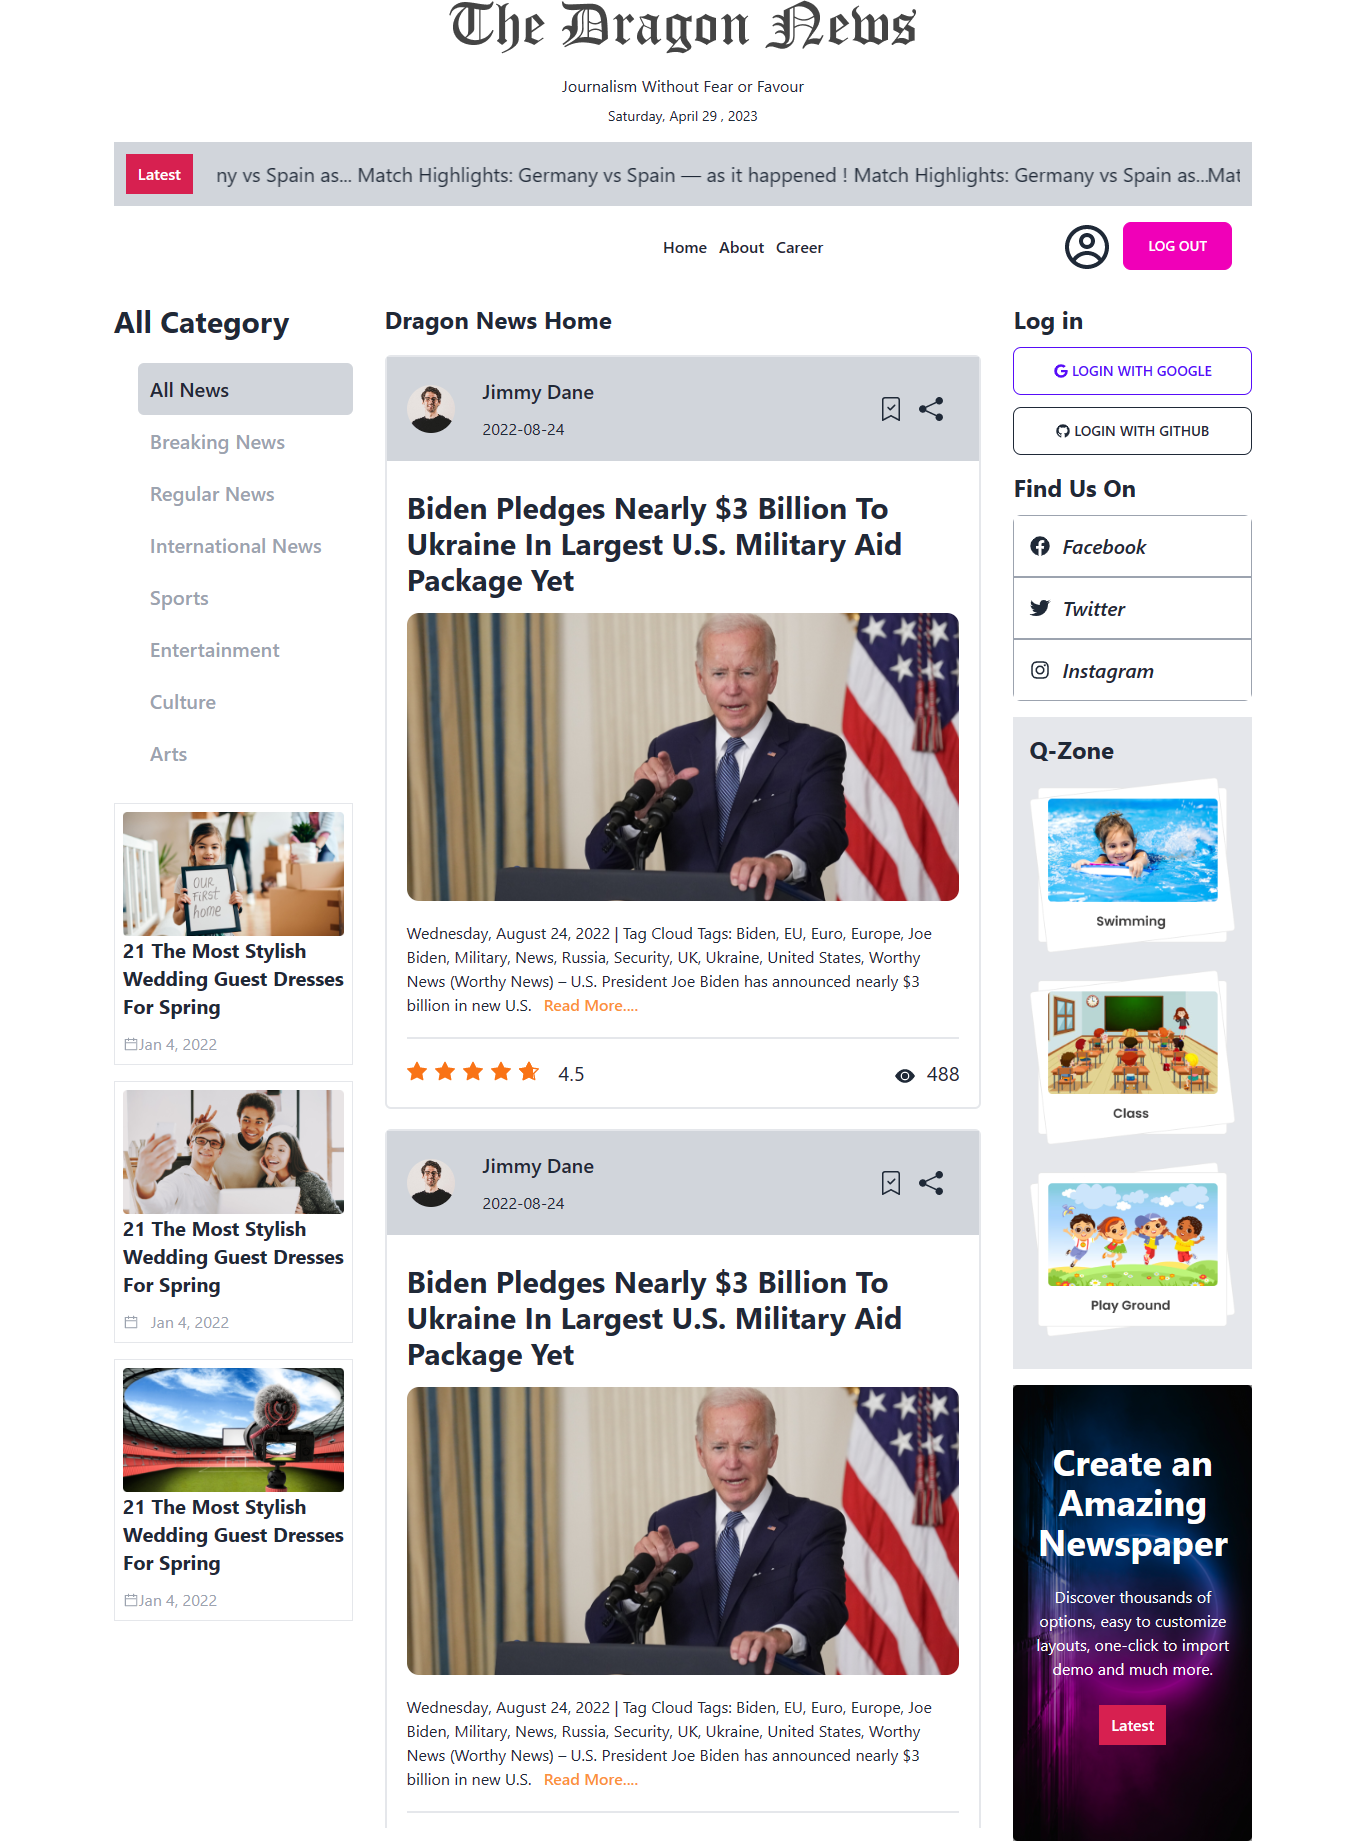 The Dragon News
Journalism Without Fear or Favour
Saturday, April 29 , 2023
Latest
ny vs Spain as... Match Highlights: Germany vs Spain — as it happened ! Match Highlights: Germany vs Spain as...Mat
Home About Career
LOG OUT
All Category
All News
Breaking News
Regular News
International News
Sports
Entertainment
Culture
Arts
OUR
FIRST
home
21 The Most Stylish
Wedding Guest Dresses
For Spring
Jan 4, 2022
21 The Most Stylish
Wedding Guest Dresses
For Spring
Jan 4, 2022
21 The Most Stylish
Wedding Guest Dresses
For Spring
Jan 4, 2022
Dragon News Home
Jimmy Dane
2022-08-24
Biden Pledges Nearly $3 Billion To
Ukraine In Largest U.S. Military Aid
Package Yet
Wednesday, August 24, 2022 | Tag Cloud Tags: Biden, EU, Euro, Europe, Joe
Biden, Military, News, Russia, Security, UK, Ukraine, United States, Worthy
News (Worthy News) – U.S. President Joe Biden has announced nearly $3
billion in new U.S. Read More....
4.5
488
Jimmy Dane
2022-08-24
Biden Pledges Nearly $3 Billion To
Ukraine In Largest U.S. Military Aid
Package Yet
Wednesday, August 24, 2022 | Tag Cloud Tags: Biden, EU, Euro, Europe, Joe
Biden, Military, News, Russia, Security, UK, Ukraine, United States, Worthy
News (Worthy News) – U.S. President Joe Biden has announced nearly $3
billion in new U.S. Read More....
Log in
LOGIN WITH GOOGLE
LOGIN WITH GITHUB
Find Us On
Facebook
Twitter
Instagram
Q-Zone
Swimming
Class
Play Ground
Create an
Amazing
Newspaper
Discover thousands of
options, easy to customize
layouts, one-click to import
demo and much more.
Latest